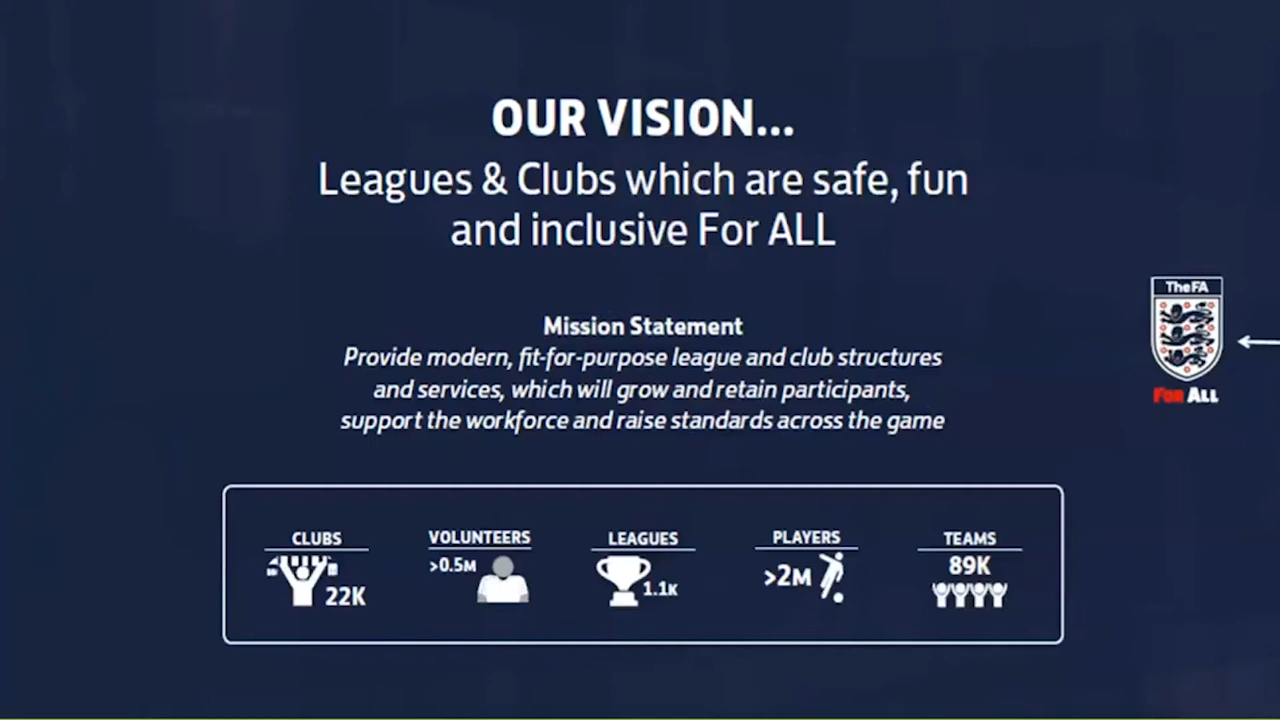 OUR VISION...
Leagues & Clubs which are safe, fun
and inclusive For ALL
Mission Statement
Provide modern, fit-for-purpose league and club structures
and services, which will grow and retain participants,
support the workforce and raise standards across the game
TheFA
For ALL
CLUBS
22K
VOLUNTEERS
>0.5M
LEAGUES
1.1K
PLAYERS
>2M
TEAMS
89K